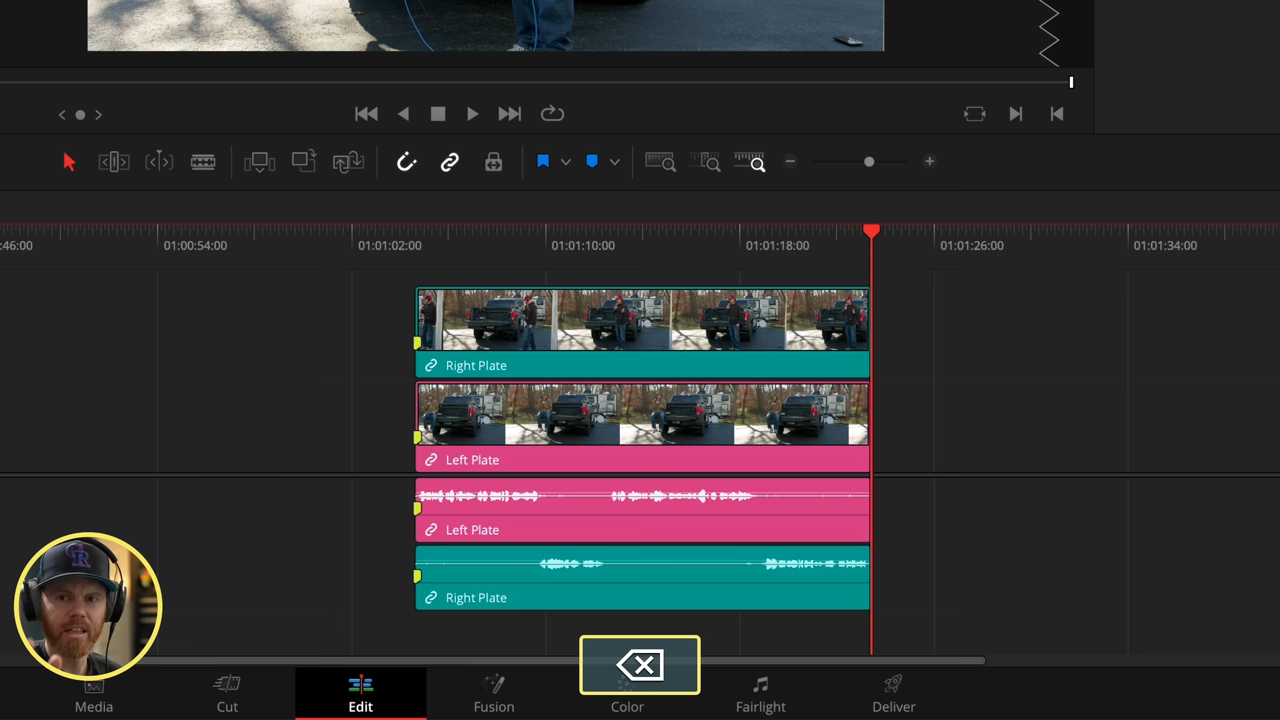 :46:00
01:00:54:00
01:01:02:00
01:01:10:00
01:01:18:00
01:01:26:00
01:01:34:00
Right Plate
Left Plate
Left Plate
Right Plate
Media
Cut
Edit
Fusion
Color
Fairlight
Deliver